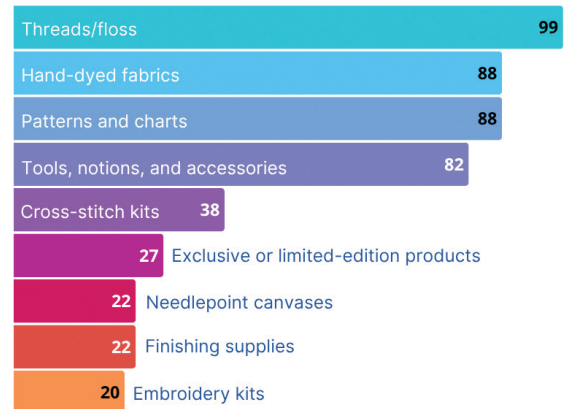 Threads/floss 99
Hand-dyed fabrics 88
Patterns and charts 88
Tools, notions, and accessories 82
Cross-stitch kits 38
27 Exclusive or limited-edition products
22 Needlepoint canvases
22 Finishing supplies
20 Embroidery kits